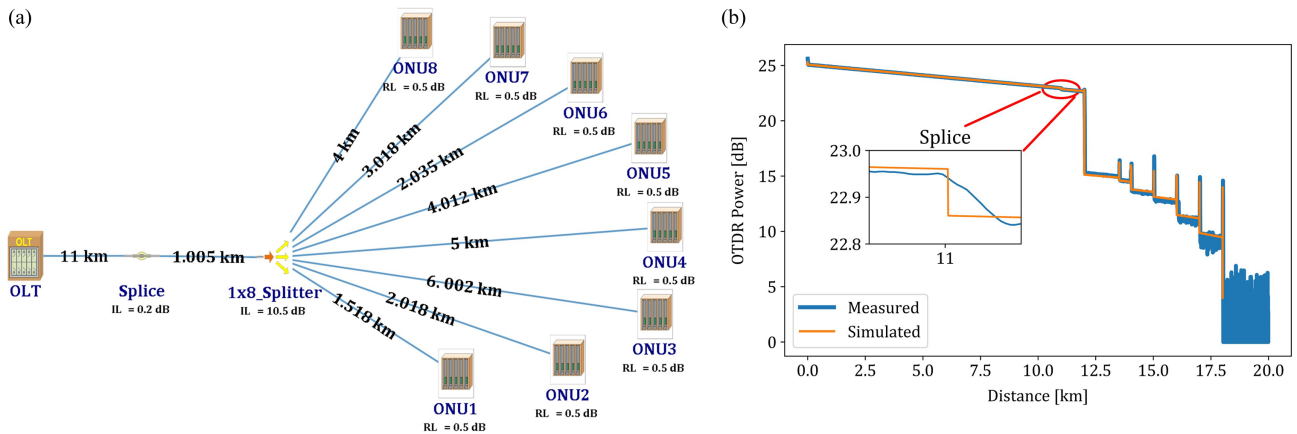 (a)
ONU8
RL = 0.5 dB
ONU7
RL = 0.5 dB
ONU6
RL = 0.5 dB
ONU5
RL = 0.5 dB
ONU4
RL = 0.5 dB
ONU3
RL = 0.5 dB
ONU2
RL = 0.5 dB
ONU1
RL = 0.5 dB
4 km
3.018 km
2.035 km
4.012 km
5 km
6.002 km
2.018 km
1.518 km
OLT
OLT
11 km
Splice
IL = 0.2 dB
1.005 km
1x8_Splitter
IL = 10.5 dB
(b)
OTDR Power [dB]
25
20
15
10
5
0
Splice
23.0
22.9
22.8
11
Measured
Simulated
0.0 2.5 5.0 7.5 10.0 12.5 15.0 17.5 20.0
Distance [km]